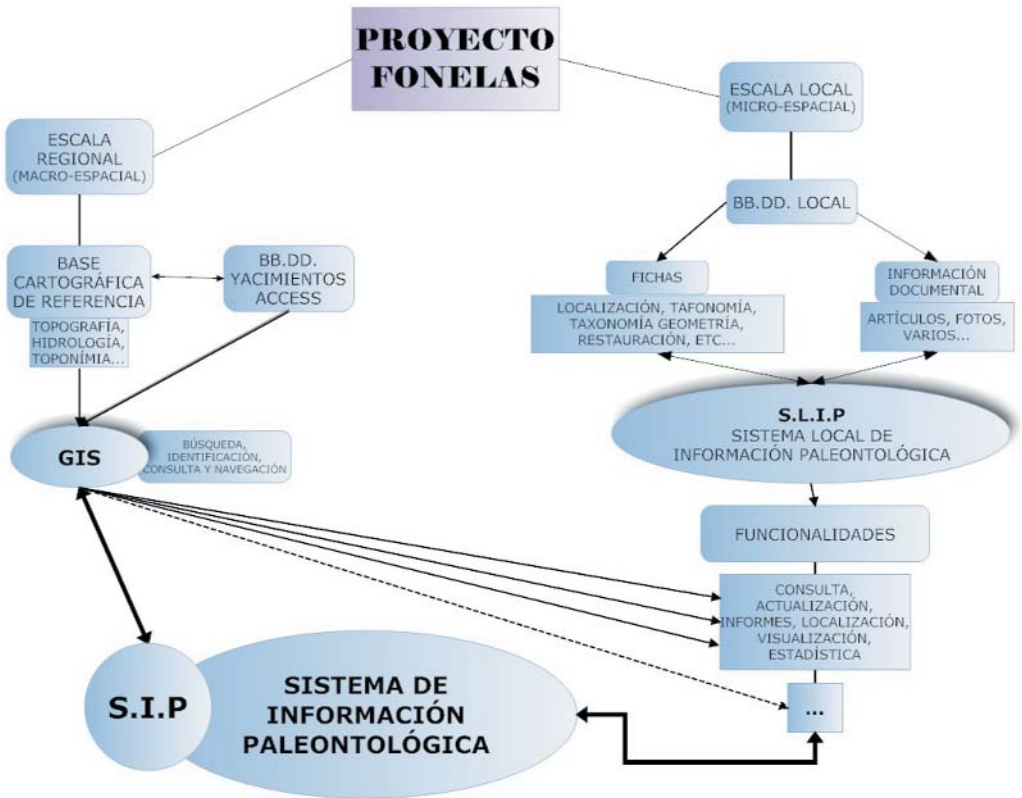 PROYECTO
FONELAS
ESCALA
REGIONAL
(MACRO-ESPACIAL)
BASE
CARTOGRÁFICA
DE REFERENCIA
TOPOGRAFÍA,
HIDROLOGÍA,
TOPONÍMIA...
BB.DD.
YACIMIENTOS
ACCESS
GIS
BÚSQUEDA,
IDENTIFICACIÓN,
CONSULTA Y NAVEGACIÓN
ESCALA LOCAL
(MICRO-ESPACIAL)
BB.DD. LOCAL
FICHAS
LOCALIZACIÓN, TAFONOMÍA,
TAXONOMÍA GEOMETRÍA,
RESTAURACIÓN, ETC...
INFORMACIÓN
DOCUMENTAL
ARTÍCULOS, FOTOS,
VARIOS...
S.L.I.P
SISTEMA LOCAL DE
INFORMACIÓN PALEONTOLÓGICA
FUNCIONALIDADES
CONSULTA,
ACTUALIZACIÓN,
INFORMES, LOCALIZACIÓN,
VISUALIZACIÓN,
ESTADÍSTICA
...
S.I.P
SISTEMA DE
INFORMACIÓN
PALEONTOLÓGICA